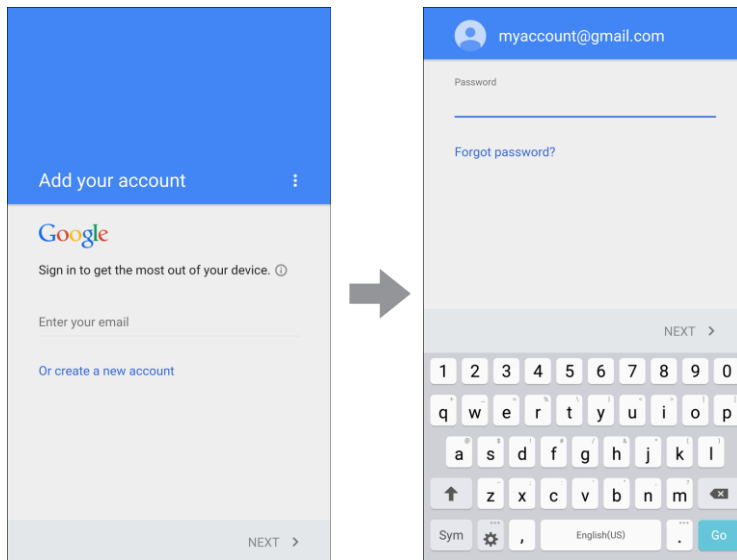 Add your account
Google
Sign in to get the most out of your device.
Enter your email
Or create a new account
NEXT
myaccount@gmail.com
Password
Forgot password?
NEXT
1 2 3 4 5 6 7 8 9 0
q w e r t y u i o p
a s d f g h j k l
z x c v b n m
Sym , English(US) . Go